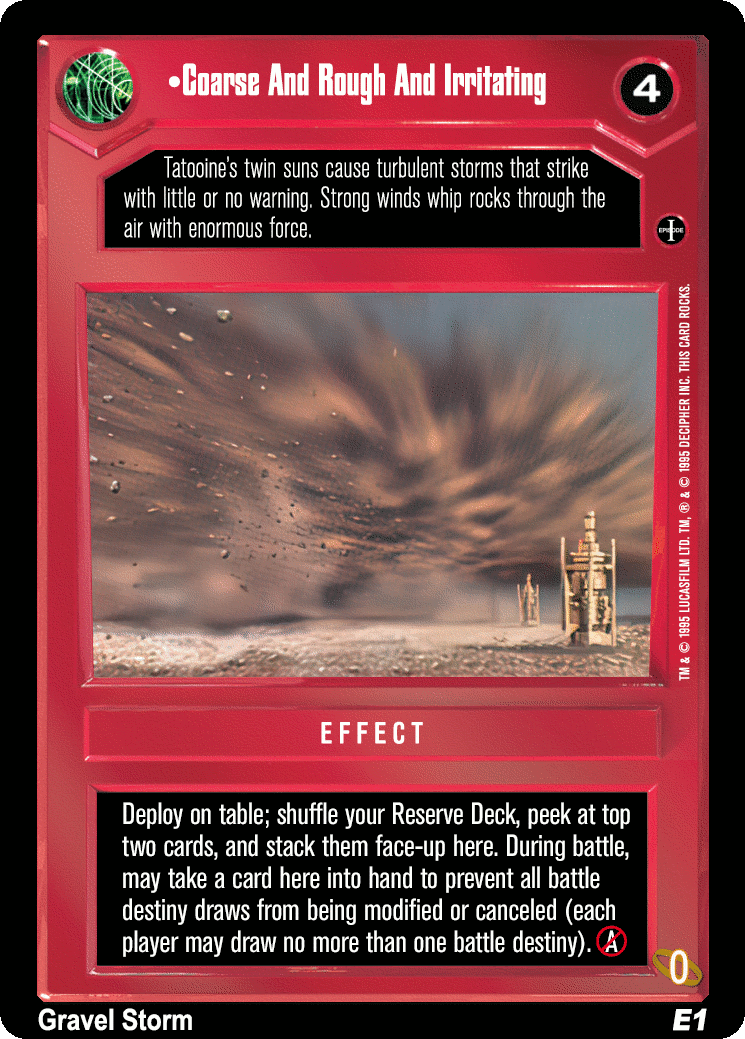 •Coarse And Rough And Irritating
4
Tatooine's twin suns cause turbulent storms that strike
with little or no warning. Strong winds whip rocks through the
air with enormous force.
EPISODE
I
TM & © 1995 LUCASFILM LTD. TM, ® & © 1995 DECIPHER INC. THIS CARD ROCKS.
EFFECT
Deploy on table; shuffle your Reserve Deck, peek at top
two cards, and stack them face-up here. During battle,
may take a card here into hand to prevent all battle
destiny draws from being modified or canceled (each
player may draw no more than one battle destiny). A
0
Gravel Storm
E1